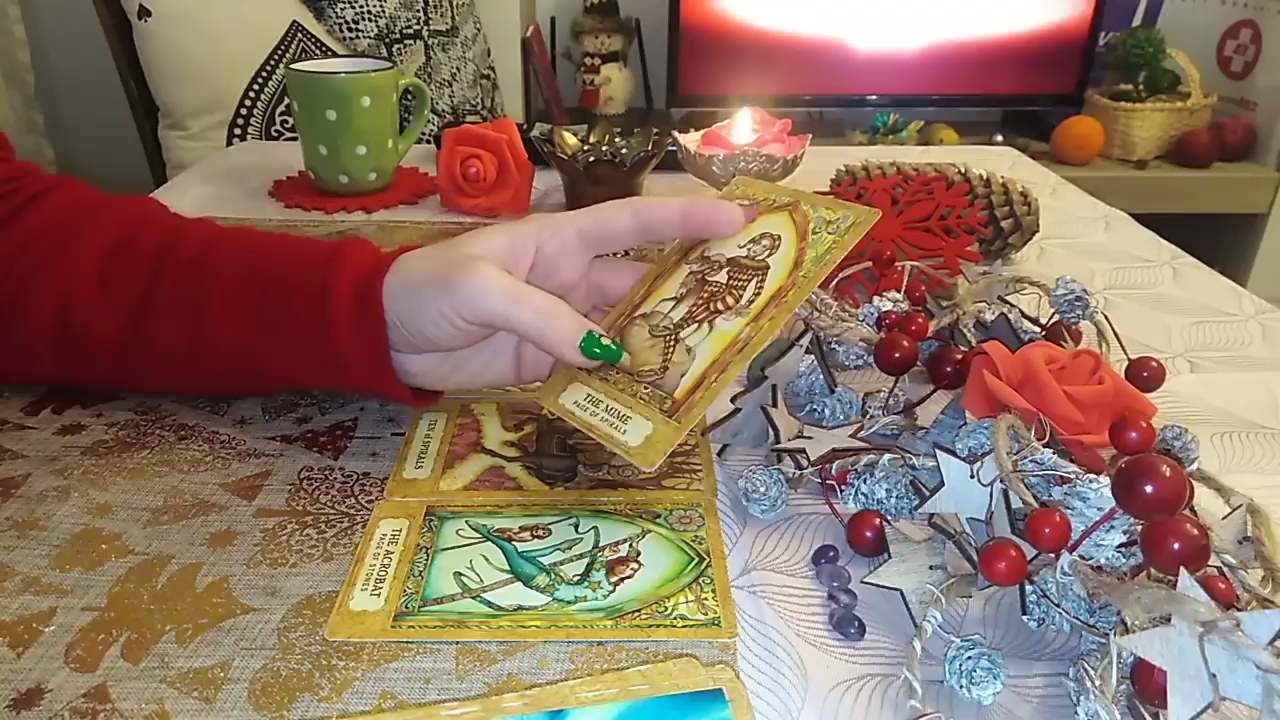 THE MIME
PAGE OF SPIRALS
TEN of SPIRALS
THE ACROBAT
PAGE OF STONES